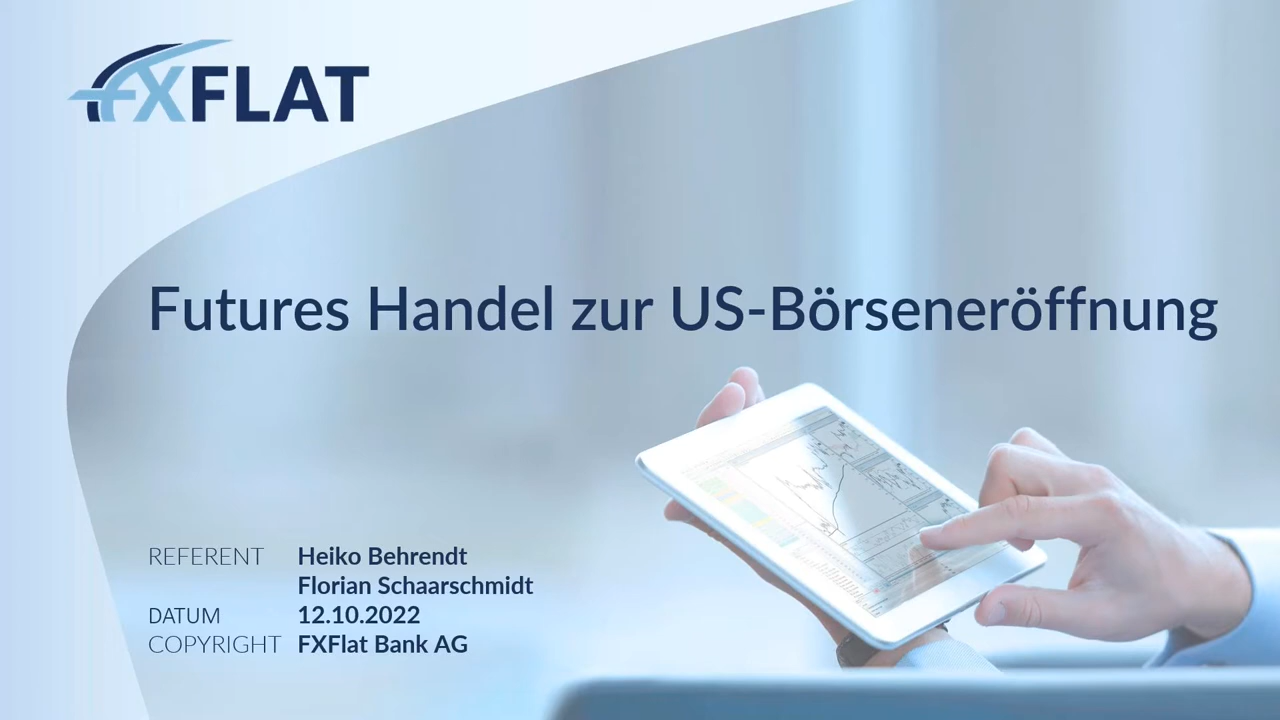 FXFLAT
Futures Handel zur US-Börseneröffnung
REFERENT Heiko Behrendt
Florian Schaarschmidt
DATUM 12.10.2022
COPYRIGHT FXFlat Bank AG